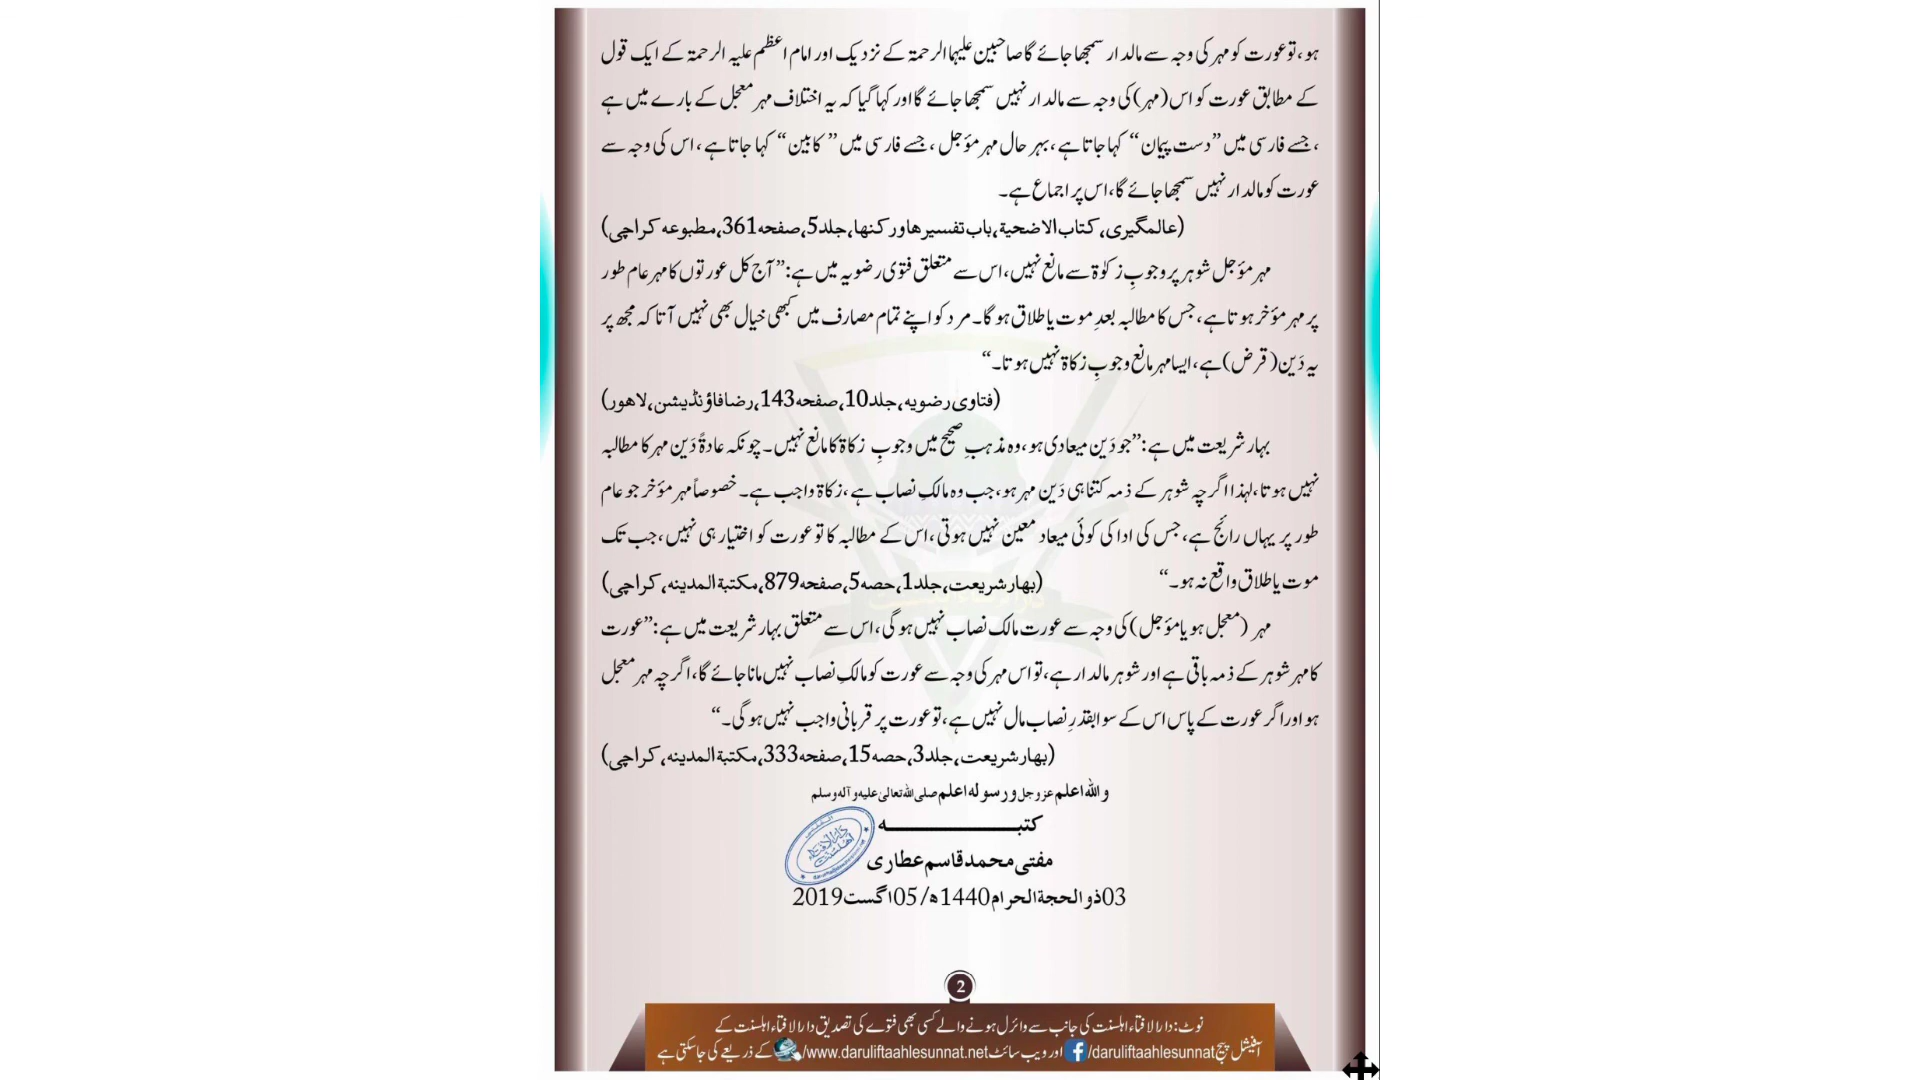 ہو، تو عورت کو مہر کی وجہ سے مالدار سمجھا جائے گا صاحبین علیہما الرحمۃ کے نزدیک اور امام اعظم علیہ الرحمۃ کے ایک قول
کے مطابق عورت کو اس (مہر) کی وجہ سے مالدار نہیں سمجھا جائے گا اور کہا گیا کہ یہ اختلاف مہر معجل کے بارے میں ہے
، جسے فارسی میں ”دست پیمان“ کہا جاتا ہے، بہر حال مہر مؤجل، جسے فارسی میں ”کابین“ کہا جاتا ہے، اس کی وجہ سے
عورت کو مالدار نہیں سمجھا جائے گا، اس پر اجماع ہے۔
(عالمگیری، کتاب الاضحیۃ، باب تفسیرھا ورکنھا، جلد5، صفحہ361، مطبوعہ کراچی)
مہر مؤجل شوہر پر وجوبِ زکوٰۃ سے مانع نہیں، اس سے متعلق فتوی رضویہ میں ہے: ”آج کل عورتوں کا مہر عام طور
پر مہر مؤخر ہوتا ہے، جس کا مطالبہ بعدِ موت یا طلاق ہو گا۔ مرد کو اپنے تمام مصارف میں کبھی خیال بھی نہیں آتا کہ مجھ پر
یہ دَین (قرض) ہے، ایسا مہر مانع وجوبِ زکاۃ نہیں ہوتا۔“
(فتاوی رضویہ، جلد10، صفحہ143، رضا فاؤنڈیشن، لاھور)
بہار شریعت میں ہے: ”جو دَین میعادی ہو، وہ مذہبِ صحیح میں وجوبِ زکاۃ کا مانع نہیں۔ چونکہ عادۃً دَین مہر کا مطالبہ
نہیں ہوتا، لہذا اگرچہ شوہر کے ذمہ کتنا ہی دَین مہر ہو، جب وہ مالکِ نصاب ہے، زکاۃ واجب ہے۔ خصوصاً مہر مؤخر جو عام
طور پر یہاں رائج ہے، جس کی ادا کی کوئی میعاد معین نہیں ہوتی، اس کے مطالبہ کا تو عورت کو اختیار ہی نہیں، جب تک
موت یا طلاق واقع نہ ہو۔“ (بھار شریعت، جلد1، حصہ5، صفحہ879، مکتبۃ المدینہ، کراچی)
مہر (معجل ہو یا مؤجل) کی وجہ سے عورت مالک نصاب نہیں ہوگی، اس سے متعلق بہار شریعت میں ہے: ”عورت
کا مہر شوہر کے ذمہ باقی ہے اور شوہر مالدار ہے، تو اس مہر کی وجہ سے عورت کو مالکِ نصاب نہیں مانا جائے گا، اگرچہ مہر معجل
ہو اور اگر عورت کے پاس اس کے سوا بقدرِ نصاب مال نہیں ہے، تو عورت پر قربانی واجب نہیں ہوگی۔“
(بھار شریعت، جلد3، حصہ15، صفحہ333، مکتبۃ المدینہ، کراچی)
واللہ اعلم عزوجل ورسولہ اعلم صلی اللہ تعالیٰ علیہ وآلہ وسلم
کتبــــــــــــــہ
دارالافتاء اھلسنت
مفتی محمد قاسم عطاری
03ذوالحجۃ الحرام1440ھ/05اگست2019
2
نوٹ: دارالافتاء اہلسنت کی جانب سے وائرل ہونے والے کسی بھی فتوے کی تصدیق دارالافتاء اہلسنت کے
آفیشل پیج daruliftaahlesunnat/ اور ویب سائٹ www.daruliftaahlesunnat.net/ کے ذریعے کی جاسکتی ہے